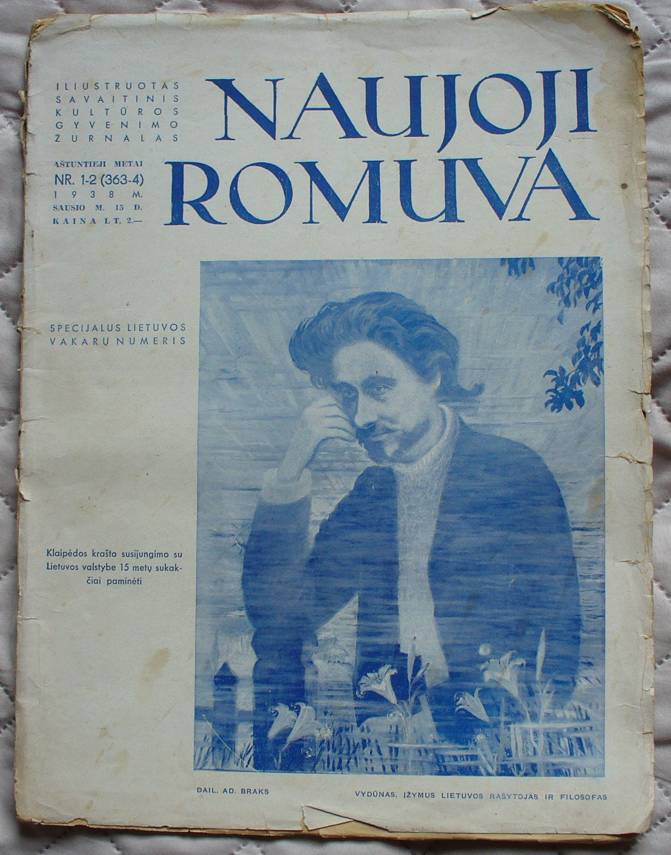 ILIUSTRUOTAS
SAVAITINIS
KULTŪROS
GYVENIMO
ŽURNALAS
NAUJOJI
ROMUVA
AŠTUNTIEJI METAI
NR. 1-2 (363-4)
1938 M.
SAUSIO M. 15 D.
KAINA LT. 2.—
SPECIJALUS LIETUVOS
VAKARŲ NUMERIS
Klaipėdos krašto susijungimo su
Lietuvos valstybe 15 metų sukak-
čiai paminėti
DAIL. AD. BRAKS
VYDŪNAS, ĮŽYMUS LIETUVOS RAŠYTOJAS IR FILOSOFAS